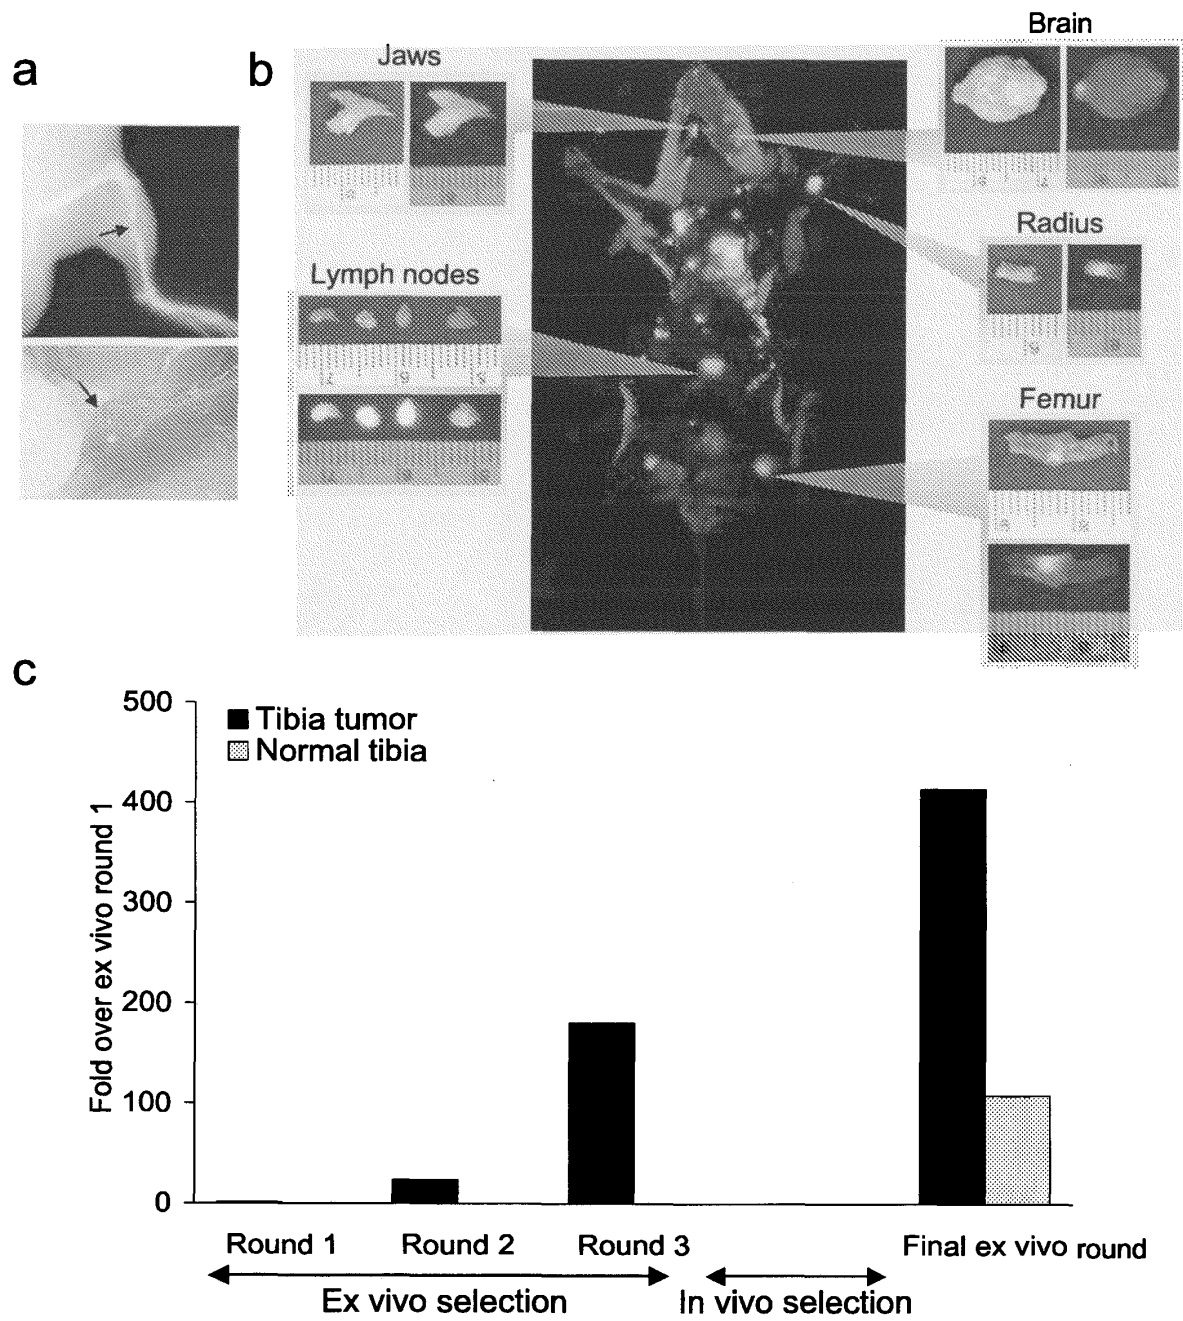 a
b
Jaws
Brain
Lymph nodes
Radius
Femur
c
Fold over ex vivo round 1
500
400
300
200
100
0
Tibia tumor
Normal tibia
Round 1
Round 2
Round 3
Final ex vivo round
Ex vivo selection
In vivo selection